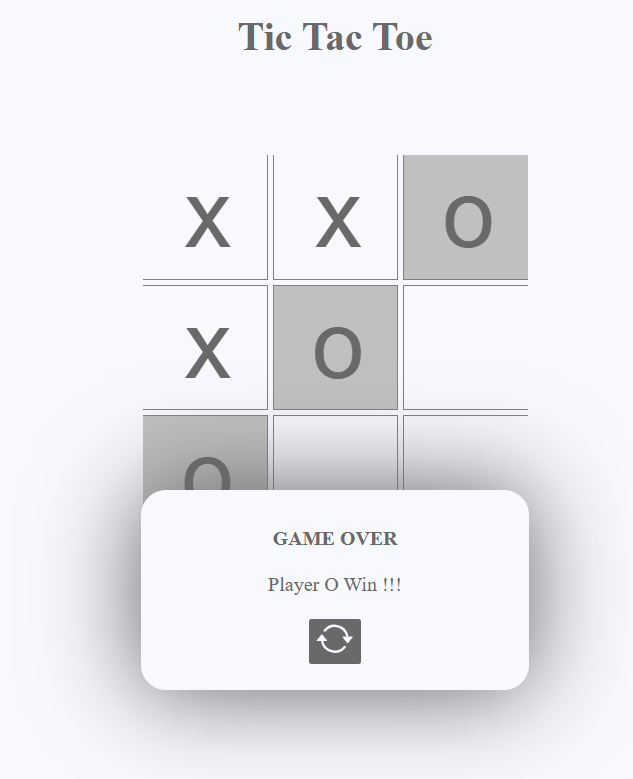 Tic Tac Toe
X X O
X O
O
GAME OVER
Player O Win !!!